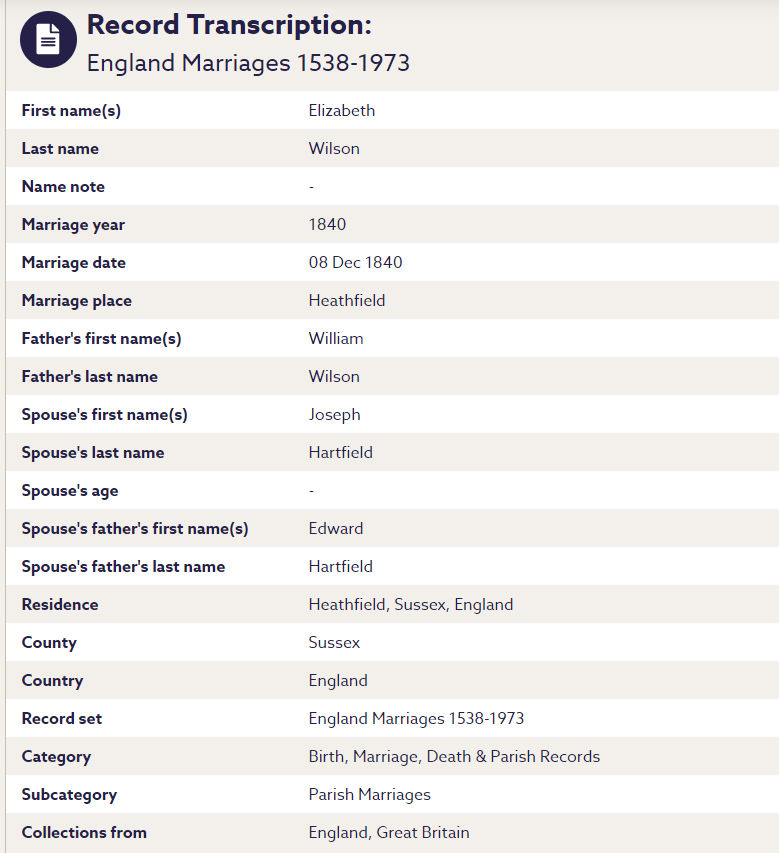 Record Transcription:
England Marriages 1538-1973
First name(s) Elizabeth
Last name Wilson
Name note -
Marriage year 1840
Marriage date 08 Dec 1840
Marriage place Heathfield
Father's first name(s) William
Father's last name Wilson
Spouse's first name(s) Joseph
Spouse's last name Hartfield
Spouse's age -
Spouse's father's first name(s) Edward
Spouse's father's last name Hartfield
Residence Heathfield, Sussex, England
County Sussex
Country England
Record set England Marriages 1538-1973
Category Birth, Marriage, Death & Parish Records
Subcategory Parish Marriages
Collections from England, Great Britain